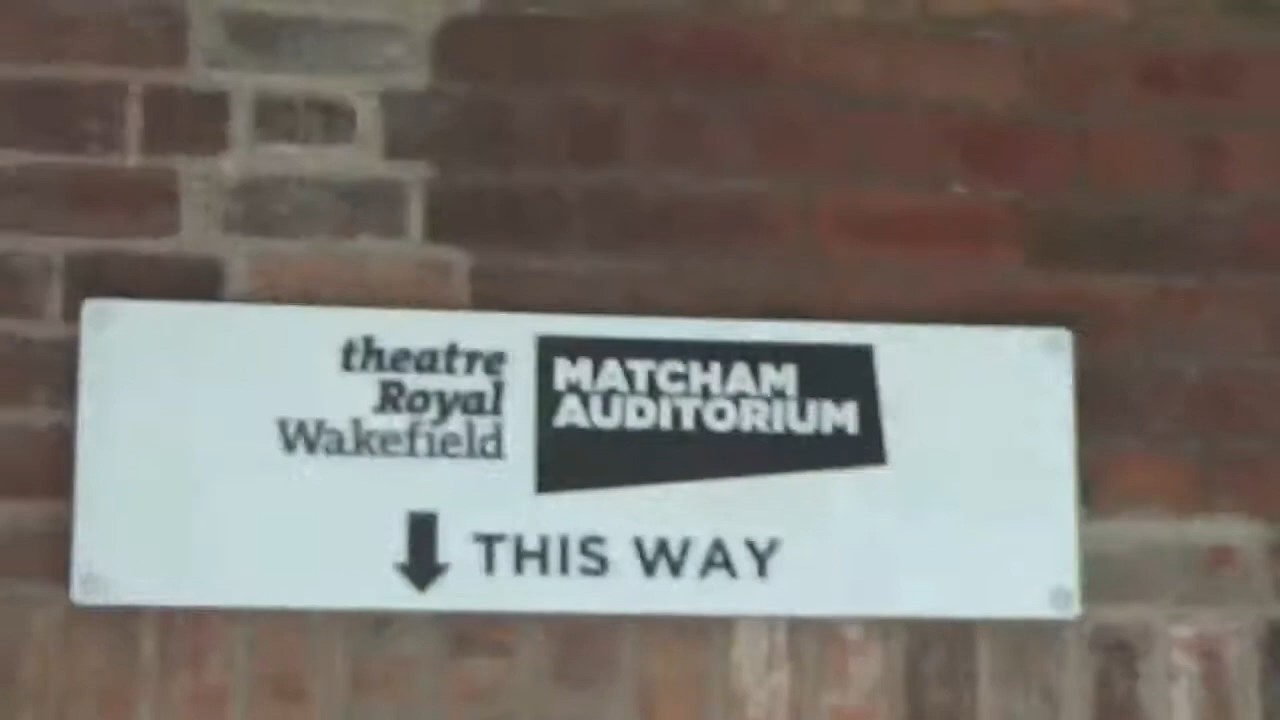 theatre
Royal
Wakefield
MATCHAM
AUDITORIUM
THIS WAY